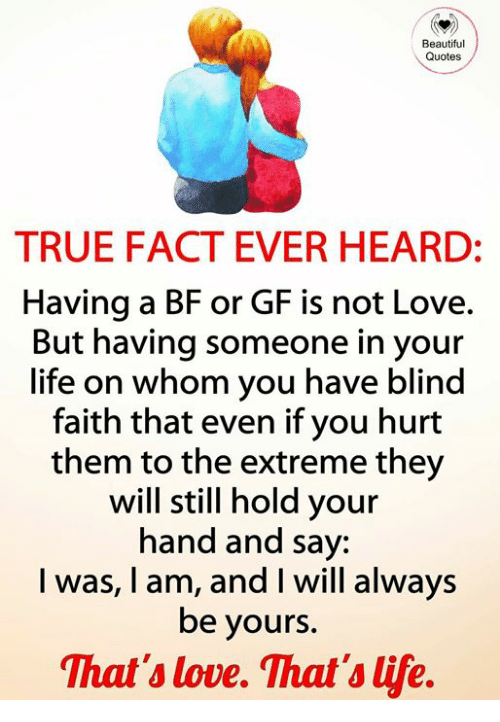 Beautiful
Quotes
TRUE FACT EVER HEARD:
Having a BF or GF is not Love.
But having someone in your
life on whom you have blind
faith that even if you hurt
them to the extreme they
will still hold your
hand and say:
I was, I am, and I will always
be yours.
That's love. That's life.